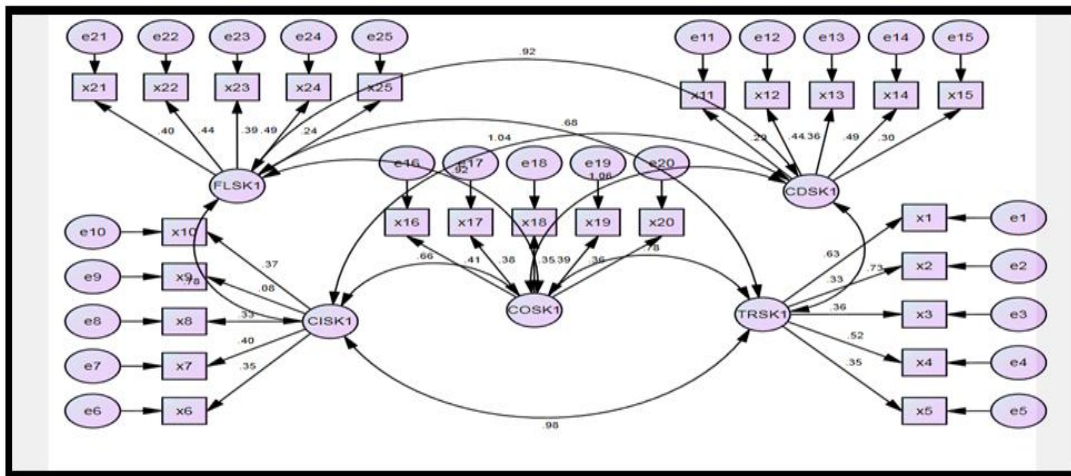 e21 e22 e23 e24 e25 e11 e12 e13 e14 e15
.92
x21 x22 x23 x24 x25 x11 x12 x13 x14 x15
.40 .44 .39 .49 .24 1.04 .68 .29 .44 .36 .49 .30
e16 e17 e18 e19 e20
.92 1.06
FLSK1 CDSK1
x16 x17 x18 x19 x20
e10 x10 x1 e1
.66 .41 .38 .35 .39 .36 .78
.37 .63 .33 .73
e9 x9 x2 e2
.78 .08
.33 .36
e8 x8 CISK1 COSK1 TRSK1 x3 e3
.40 .52
e7 x7 x4 e4
.35 .35
e6 x6 x5 e5
.98